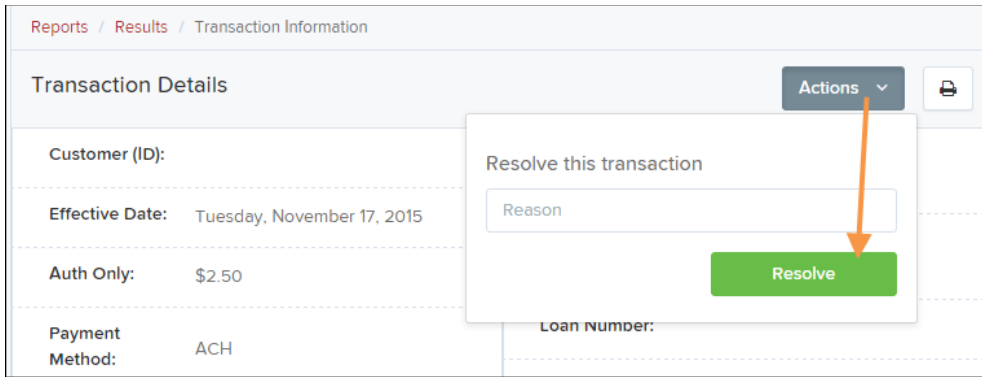 Reports / Results / Transaction Information
Transaction Details
Actions
Customer (ID):
Resolve this transaction
Reason
Effective Date: Tuesday, November 17, 2015
Auth Only: $2.50
Resolve
Loan Number:
Payment
Method: ACH